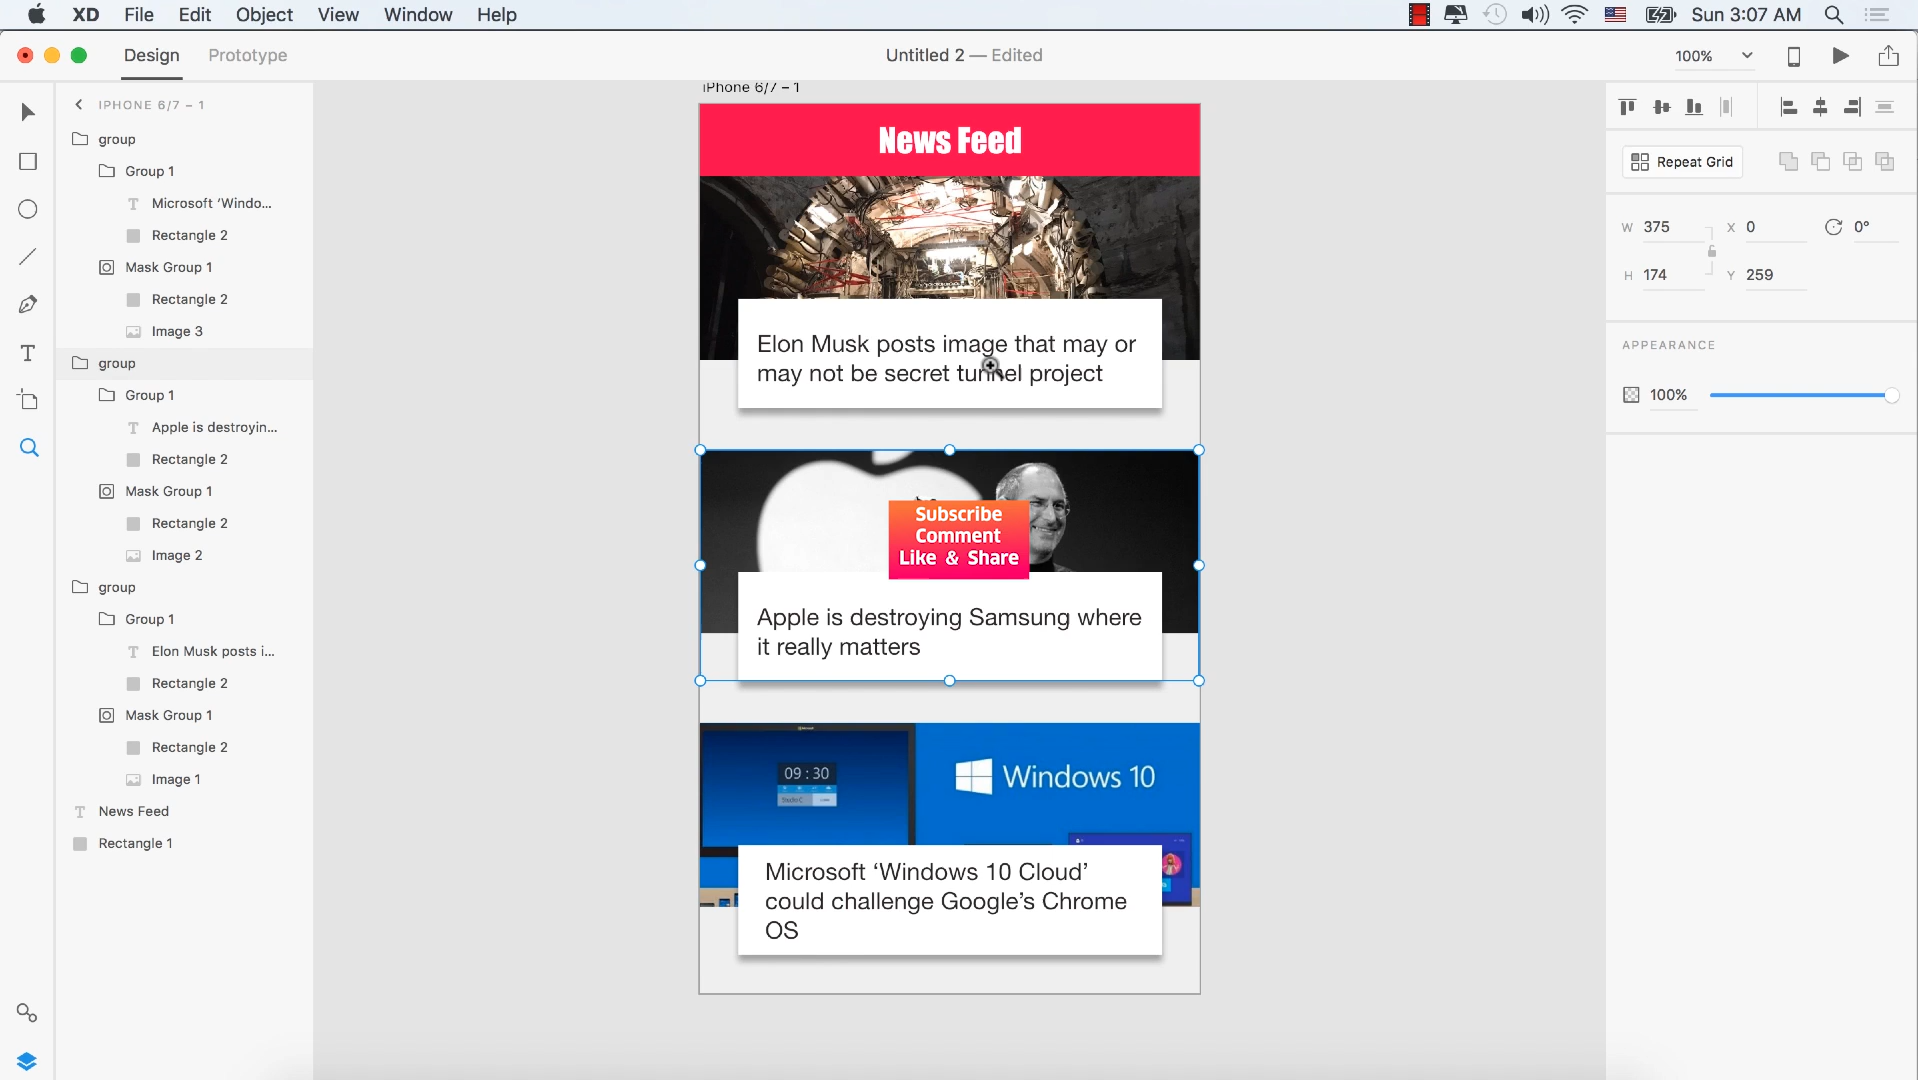 XD File Edit Object View Window Help
Sun 3:07 AM
Design Prototype
Untitled 2 — Edited
100%
IPHONE 6/7 – 1
group
Group 1
Microsoft ‘Windo...
Rectangle 2
Mask Group 1
Rectangle 2
Image 3
group
Group 1
Apple is destroyin...
Rectangle 2
Mask Group 1
Rectangle 2
Image 2
group
Group 1
Elon Musk posts i...
Rectangle 2
Mask Group 1
Rectangle 2
Image 1
News Feed
Rectangle 1
iPhone 6/7 – 1
News Feed
Elon Musk posts image that may or
may not be secret tunnel project
Subscribe
Comment
Like & Share
Apple is destroying Samsung where
it really matters
09 : 30
Windows 10
Microsoft ‘Windows 10 Cloud’
could challenge Google’s Chrome
OS
Repeat Grid
W 375 X 0 0°
H 174 Y 259
APPEARANCE
100%